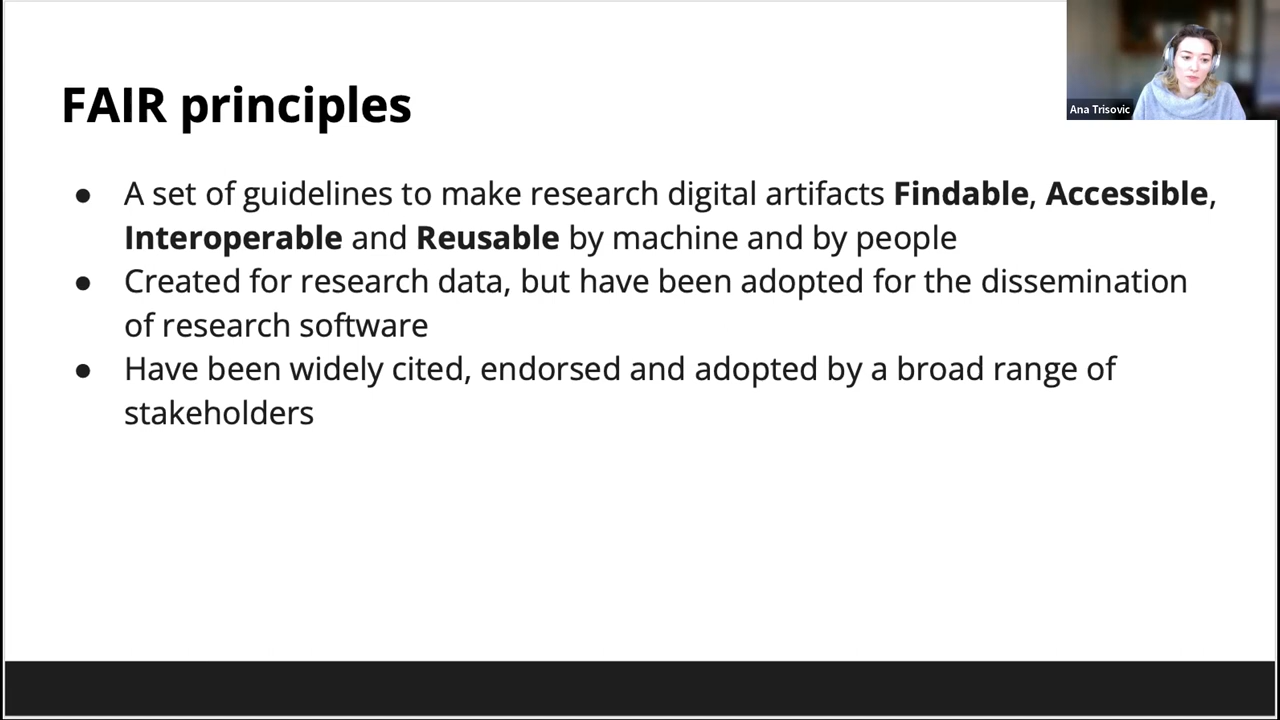 FAIR principles
Ana Trisovic
● A set of guidelines to make research digital artifacts Findable, Accessible,
Interoperable and Reusable by machine and by people
● Created for research data, but have been adopted for the dissemination
of research software
● Have been widely cited, endorsed and adopted by a broad range of
stakeholders